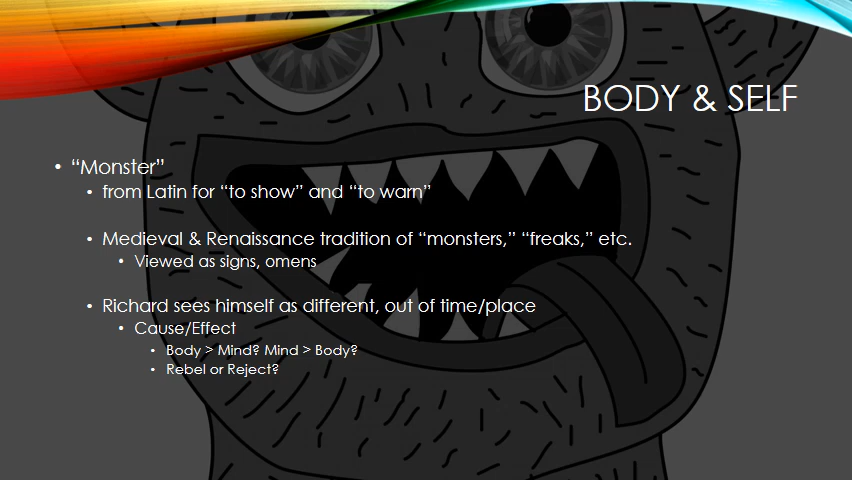 BODY & SELF
• “Monster”
• from Latin for “to show” and “to warn”
• Medieval & Renaissance tradition of “monsters,” “freaks,” etc.
• Viewed as signs, omens
• Richard sees himself as different, out of time/place
• Cause/Effect
• Body > Mind? Mind > Body?
• Rebel or Reject?